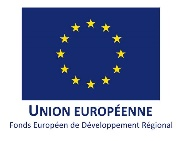 UNION EUROPÉENNE
Fonds Européen de Développement Régional